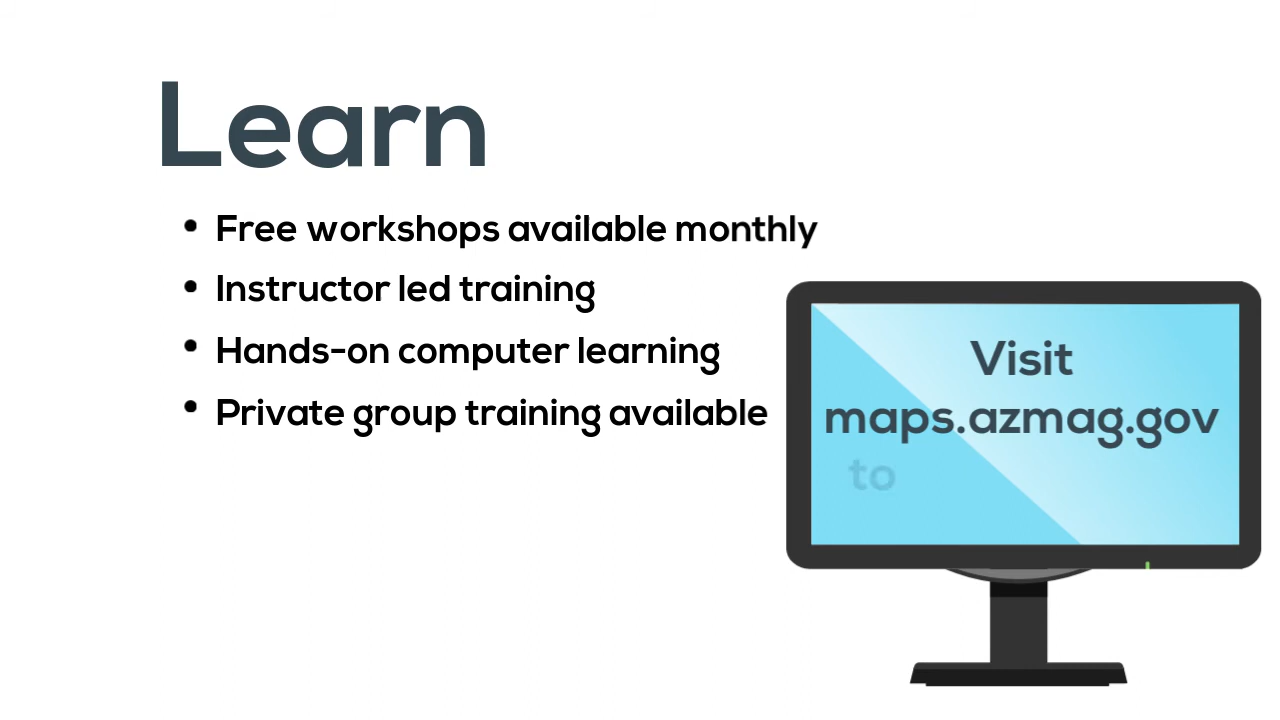 Learn
• Free workshops available monthly
• Instructor led training
• Hands-on computer learning
• Private group training available
Visit
maps.azmag.gov
to